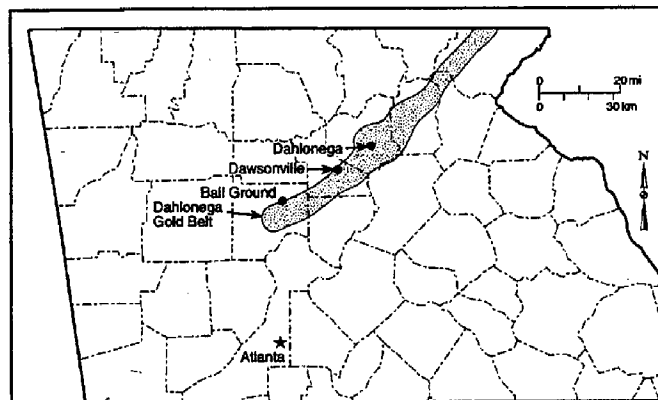 0 20 mi
0 30 km
N
Dahlonega
Dawsonville
Ball Ground
Dahlonega
Gold Belt
Atlanta